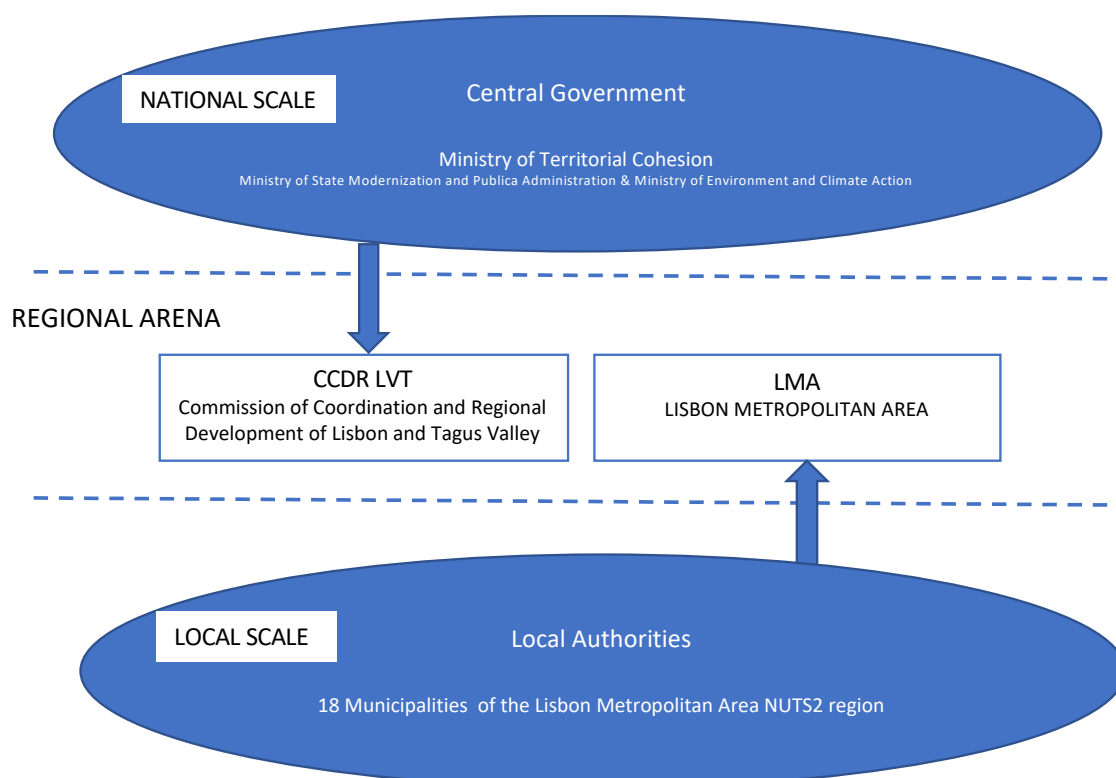 NATIONAL SCALE
Central Government
Ministry of Territorial Cohesion
Ministry of State Modernization and Publica Administration & Ministry of Environment and Climate Action
REGIONAL ARENA
CCDR LVT
Commission of Coordination and Regional
Development of Lisbon and Tagus Valley
LMA
LISBON METROPOLITAN AREA
LOCAL SCALE
Local Authorities
18 Municipalities of the Lisbon Metropolitan Area NUTS2 region